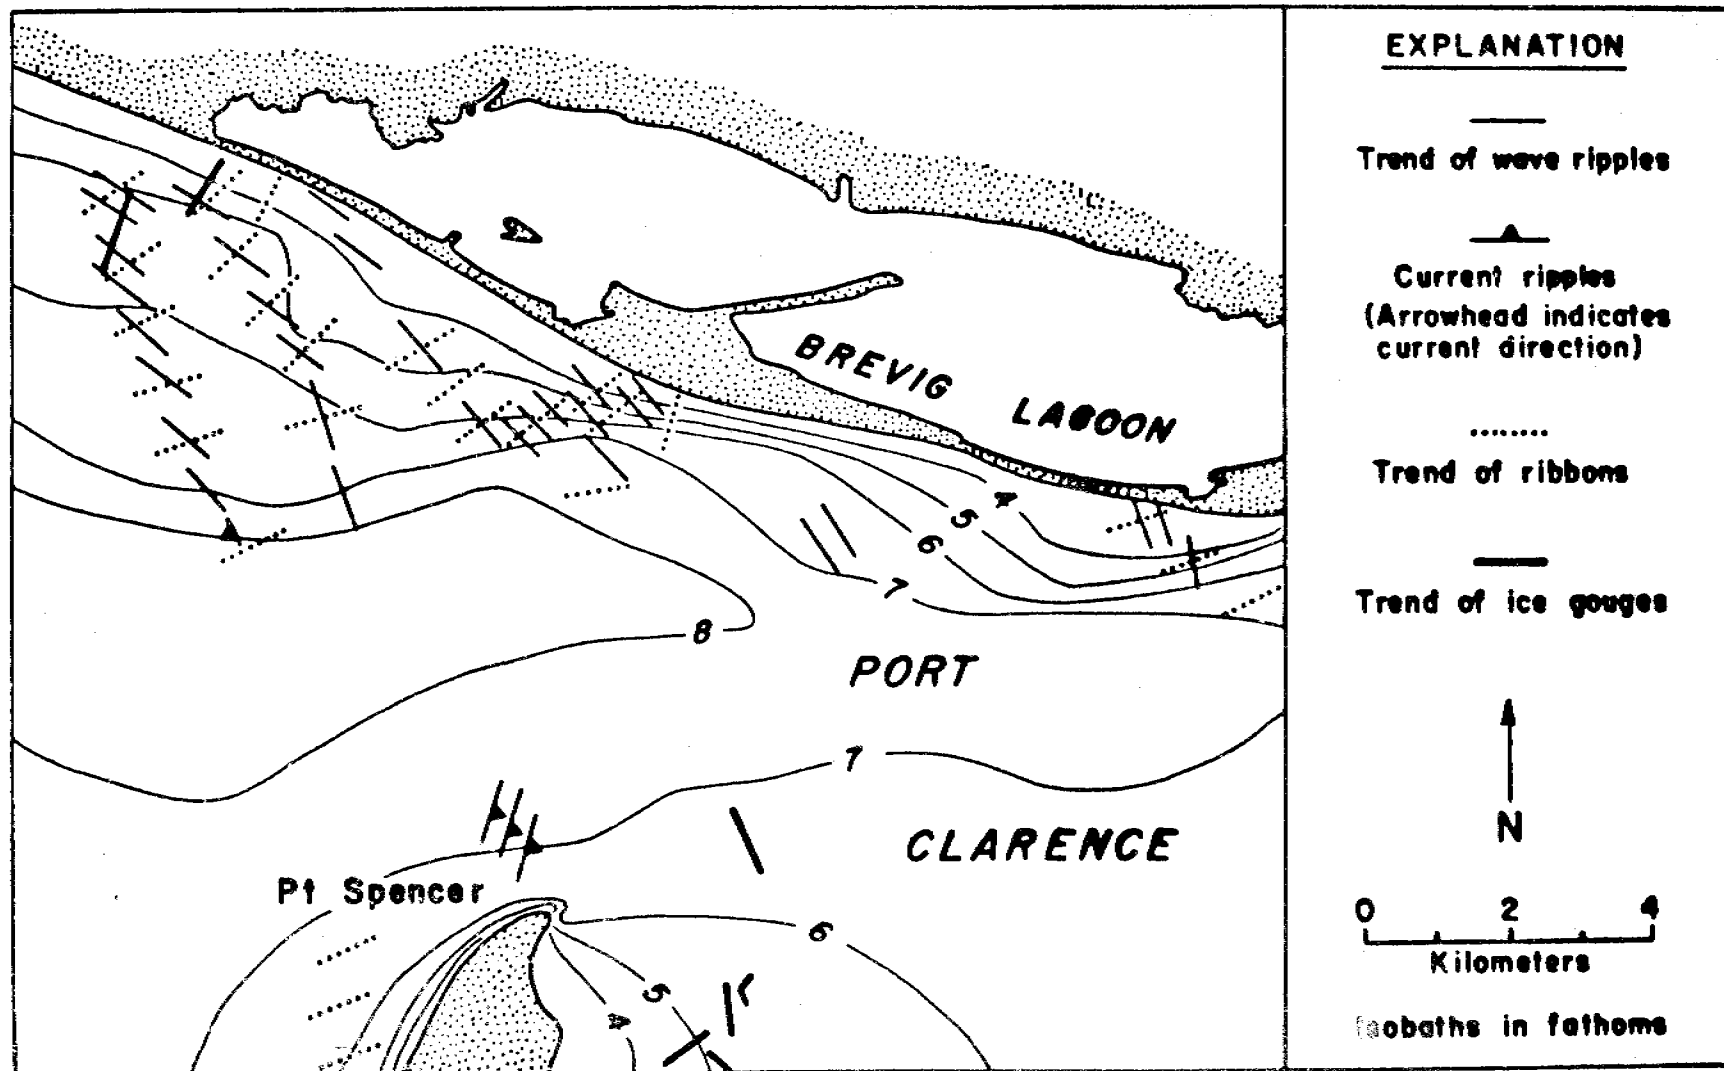 EXPLANATION
Trend of wave ripples
Current ripples
(Arrowhead indicates
current direction)
Trend of ribbons
Trend of ice gouges
N
0 2 4
Kilometers
Isobaths in fathoms
BREVIG LAGOON
4
5
6
7
8
PORT
7
CLARENCE
Pt Spencer
6
5
4